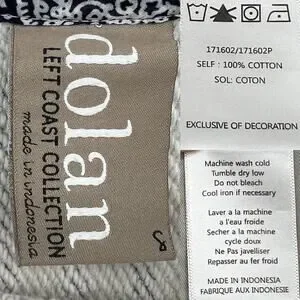 dolan
LEFT COAST COLLECTION
made in indonesia
171602/171602P
SELF : 100% COTTON
SOL: COTON
EXCLUSIVE OF DECORATION
Machine wash cold
Tumble dry low
Do not bleach
Cool iron if necessary
Laver a la machine
a l'eau froide
Secher a la machine
cycle doux
Ne Pas javelliser
Repasser au fer froid
MADE IN INDONESIA
FABRIQUE AUX INDONESIE